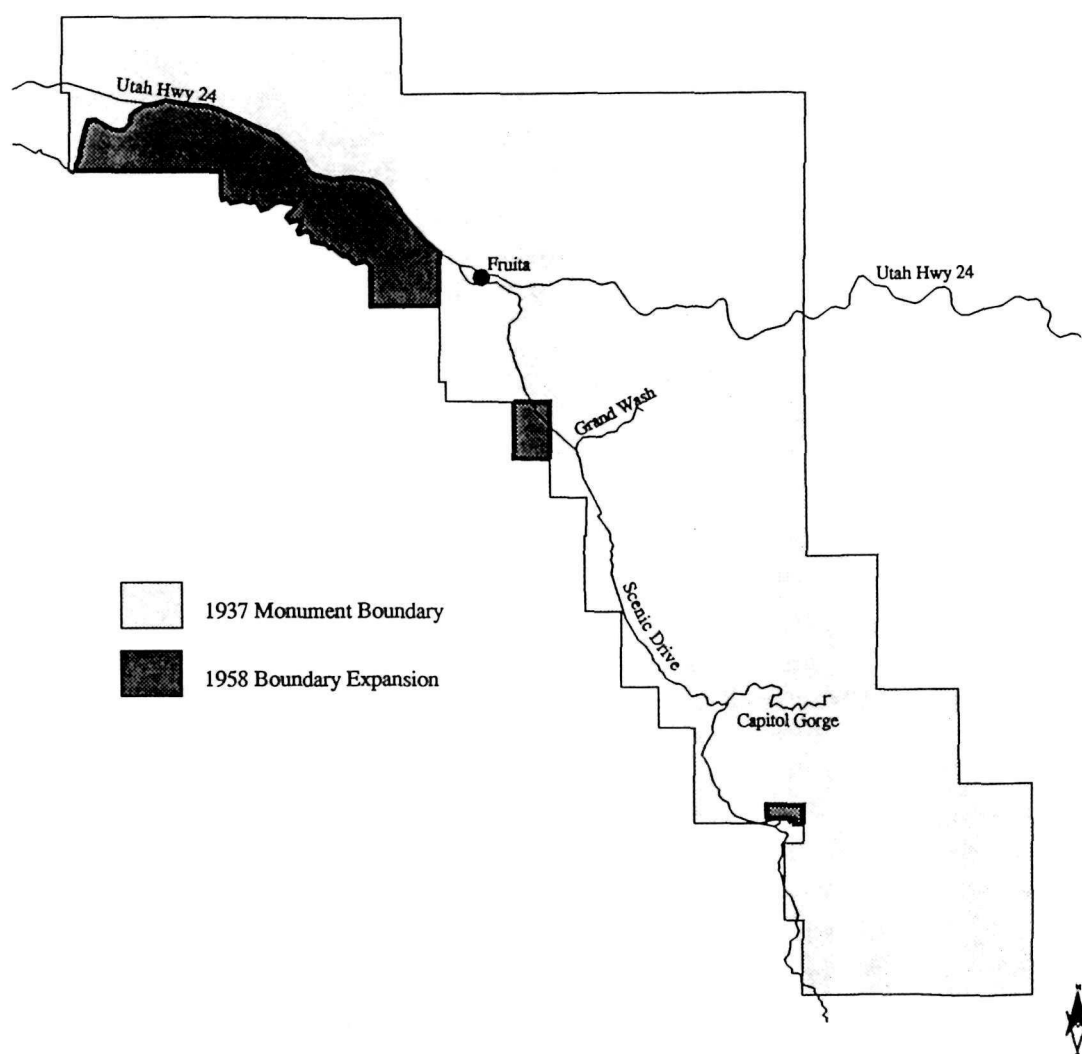 Utah Hwy 24
Fruita
Utah Hwy 24
Grand Wash
Scenic Drive
1937 Monument Boundary
1958 Boundary Expansion
Capitol Gorge